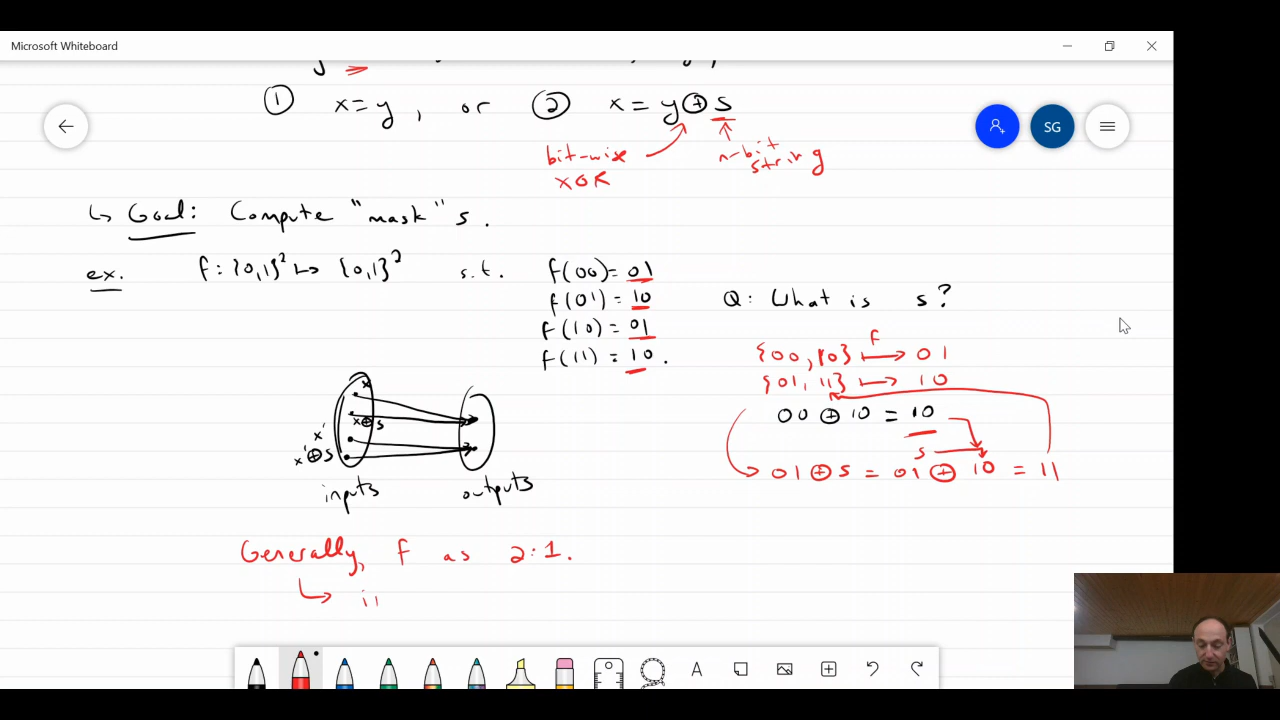 Microsoft Whiteboard
① x=y, or ② x= y⊕s
SG
bit-wise XOR
n-bit string
↳ Goal: Compute "mask" s.
ex. f:{0,1}² ↦ {0,1}² s.t. f(00)= 01
f(01) = 10
f(10) = 01
f(11) = 10.
Q: What is s?
{00, 10} f ⟼ 01
{01, 11} ⟼ 10
00 ⊕ 10 = 10
s
01 ⊕ s = 01 ⊕ 10 = 11
x
x⊕s
x'
x'⊕s
inputs outputs
Generally, f as 2:1.
A